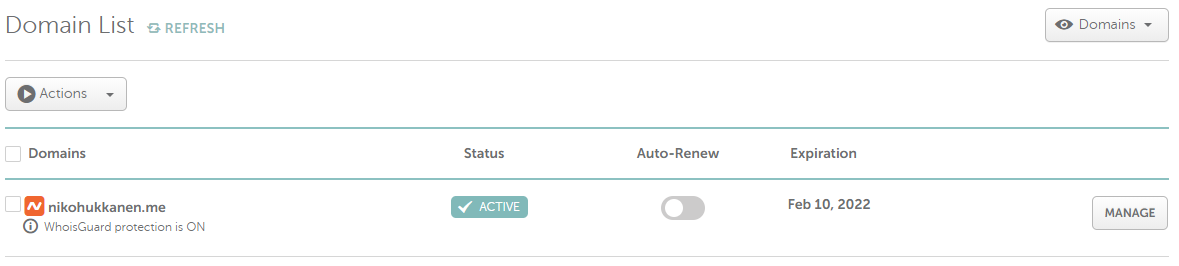 Domain List REFRESH Domains
Actions
Domains Status Auto-Renew Expiration
nikohukkanen.me ACTIVE Feb 10, 2022 MANAGE
WhoisGuard protection is ON